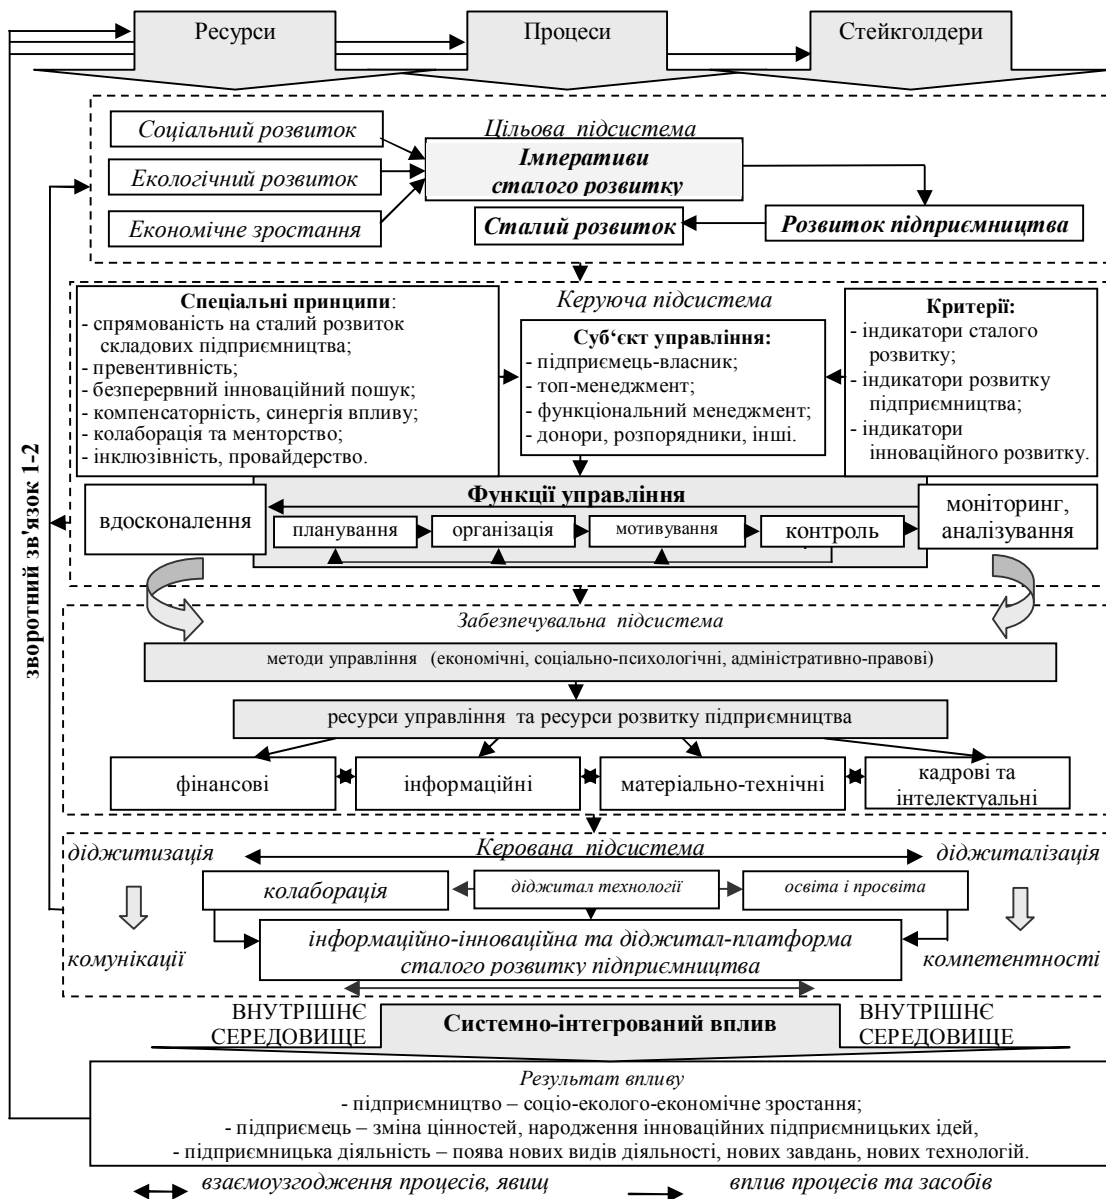 Ресурси
Процеси
Стейкголдери
Цільова підсистема
Соціальний розвиток
Екологічний розвиток
Економічне зростання
Імперативи
сталого розвитку
Сталий розвиток
Розвиток підприємництва
Керуюча підсистема
Спеціальні принципи:
- спрямованість на сталий розвиток
складових підприємництва;
- превентивність;
- безперервний інноваційний пошук;
- компенсаторність, синергія впливу;
- колаборація та менторство;
- інклюзівність, провайдерство.
Суб‘єкт управління:
- підприємець-власник;
- топ-менеджмент;
- функціональний менеджмент;
- донори, розпорядники, інші.
Критерії:
- індикатори сталого
розвитку;
- індикатори розвитку
підприємництва;
- індикатори
інноваційного розвитку.
Функції управління
вдосконалення
планування
організація
мотивування
контроль
моніторинг,
аналізування
зворотний зв'язок 1-2
Забезпечувальна підсистема
методи управління (економічні, соціально-психологічні, адміністративно-правові)
ресурси управління та ресурси розвитку підприємництва
фінансові
інформаційні
матеріально-технічні
кадрові та
інтелектуальні
Керована підсистема
діджитизація
діджиталізація
колаборація
діджитал технології
освіта і просвіта
інформаційно-інноваційна та діджитал-платформа
сталого розвитку підприємництва
комунікації
компетентності
ВНУТРІШНЄ
СЕРЕДОВИЩЕ
Системно-інтегрований вплив
ВНУТРІШНЄ
СЕРЕДОВИЩЕ
Результат впливу
- підприємництво – соціо-еколого-економічне зростання;
- підприємець – зміна цінностей, народження інноваційних підприємницьких ідей,
- підприємницька діяльність – поява нових видів діяльності, нових завдань, нових технологій.
взаємоузгодження процесів, явищ
вплив процесів та засобів